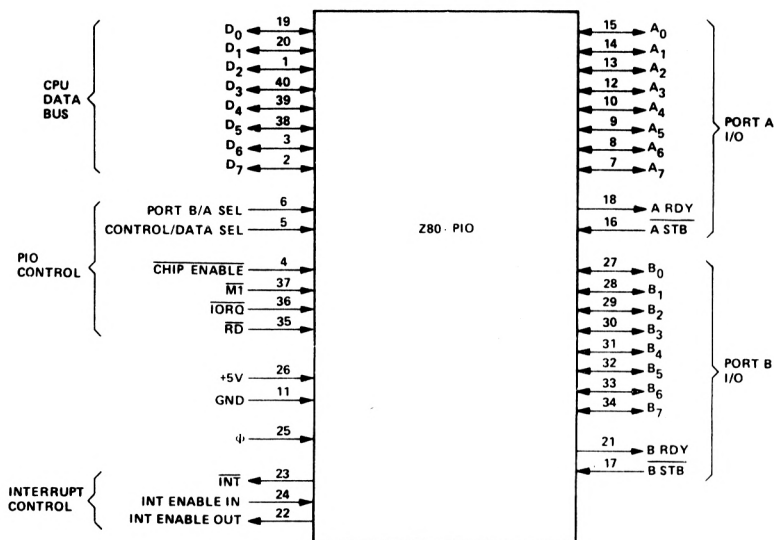 CPU
DATA
BUS
D0 19
D1 20
D2 1
D3 40
D4 39
D5 38
D6 3
D7 2
PIO
CONTROL
PORT B/A SEL 6
CONTROL/DATA SEL 5
CHIP ENABLE 4
M1 37
IORQ 36
RD 35
+5V 26
GND 11
ψ 25
INTERRUPT
CONTROL
INT 23
INT ENABLE IN 24
INT ENABLE OUT 22
Z80-PIO
15 A0
14 A1
13 A2
12 A3
10 A4
9 A5
8 A6
7 A7
18 A RDY
16 A STB
PORT A
I/O
27 B0
28 B1
29 B2
30 B3
31 B4
32 B5
33 B6
34 B7
21 B RDY
17 B STB
PORT B
I/O